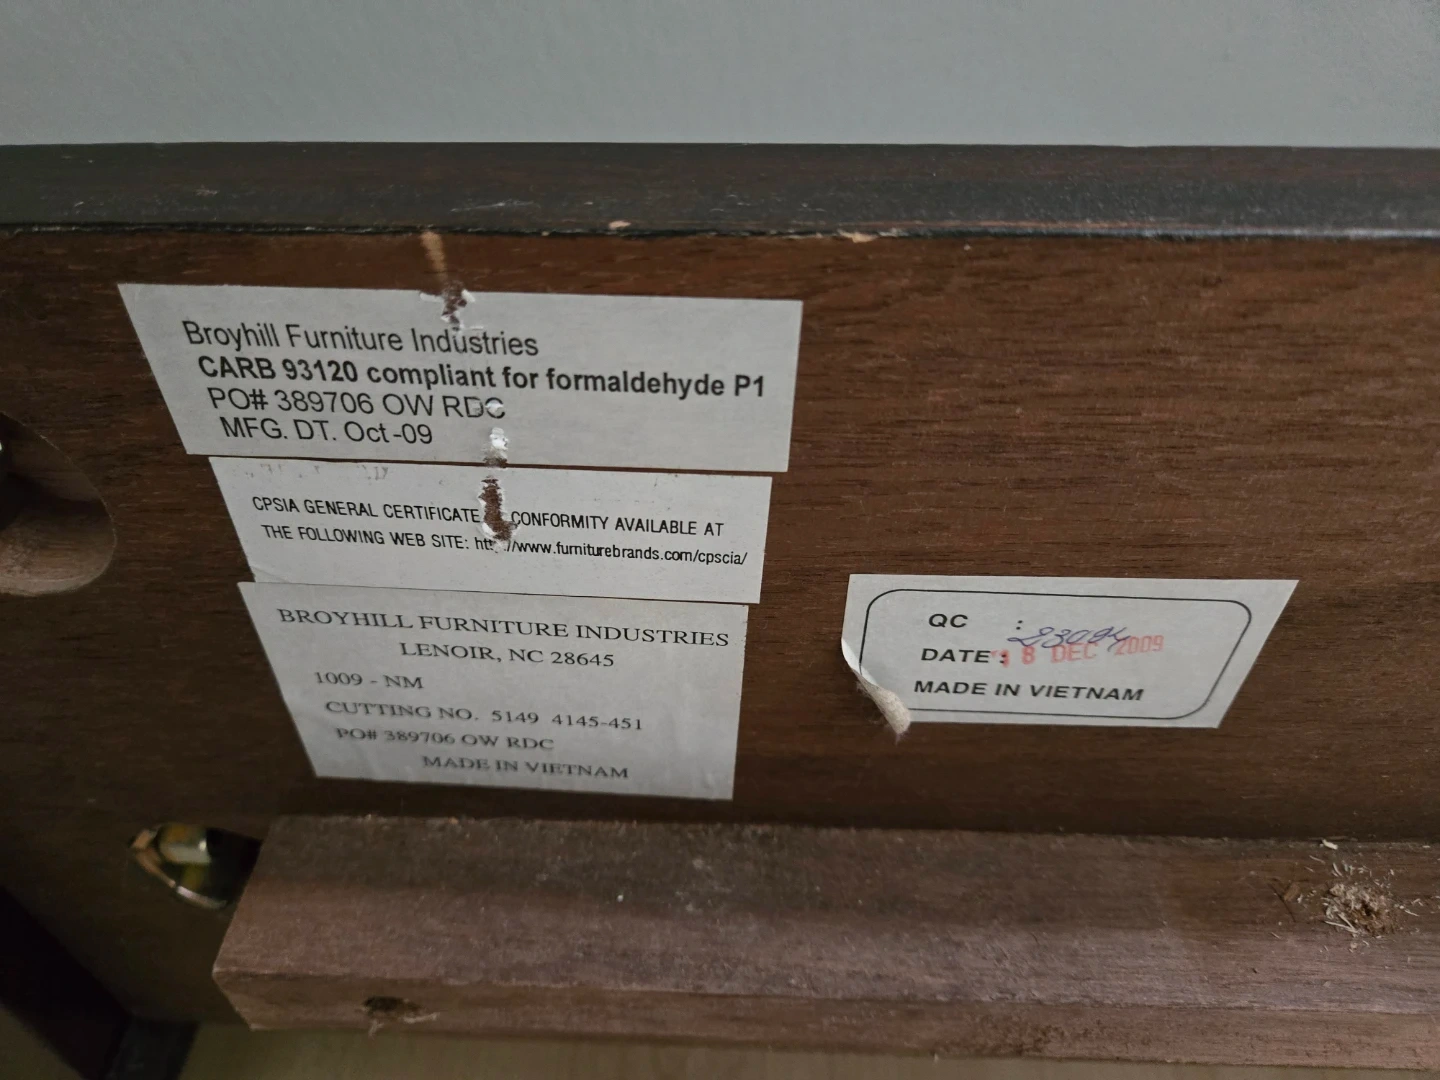 Broyhill Furniture Industries
CARB 93120 compliant for formaldehyde P1
PO# 389706 OW RDC
MFG. DT. Oct-09
CPSIA GENERAL CERTIFICATE CONFORMITY AVAILABLE AT
THE FOLLOWING WEB SITE: http://www.furniturebrands.com/cpscia/
BROYHILL FURNITURE INDUSTRIES
LENOIR, NC 28645
1009 - NM
CUTTING NO. 5149 4145-451
PO# 389706 OW RDC
MADE IN VIETNAM
QC :
DATE : 18 DEC 2009
MADE IN VIETNAM